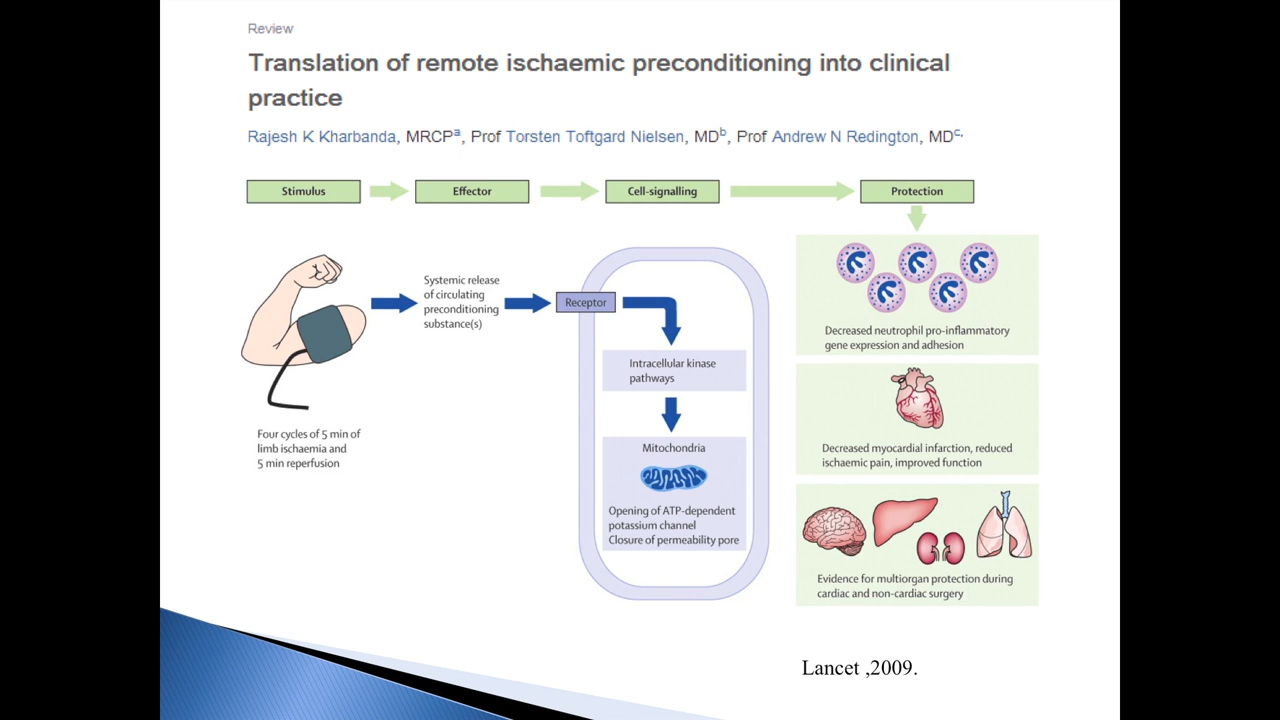 Review
Translation of remote ischaemic preconditioning into clinical
practice
Rajesh K Kharbanda, MRCPa, Prof Torsten Toftgard Nielsen, MDb, Prof Andrew N Redington, MDc,
Stimulus
Effector
Cell-signalling
Protection
Four cycles of 5 min of
limb ischaemia and
5 min reperfusion
Systemic release
of circulating
preconditioning
substance(s)
Receptor
Intracellular kinase
pathways
Mitochondria
Opening of ATP-dependent
potassium channel
Closure of permeability pore
Decreased neutrophil pro-inflammatory
gene expression and adhesion
Decreased myocardial infarction, reduced
ischaemic pain, improved function
Evidence for multiorgan protection during
cardiac and non-cardiac surgery
Lancet ,2009.